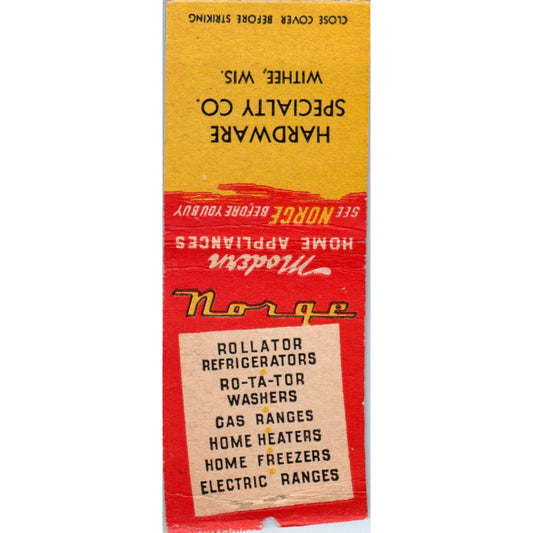 CLOSE COVER BEFORE STRIKING
HARDWARE
SPECIALTY CO.
WITHEE, WIS.
SEE NORGE BEFORE YOU BUY
Modern
HOME APPLIANCES
Norge
ROLLATOR
REFRIGERATORS
RO-TA-TOR
WASHERS
GAS RANGES
HOME HEATERS
HOME FREEZERS
ELECTRIC RANGES